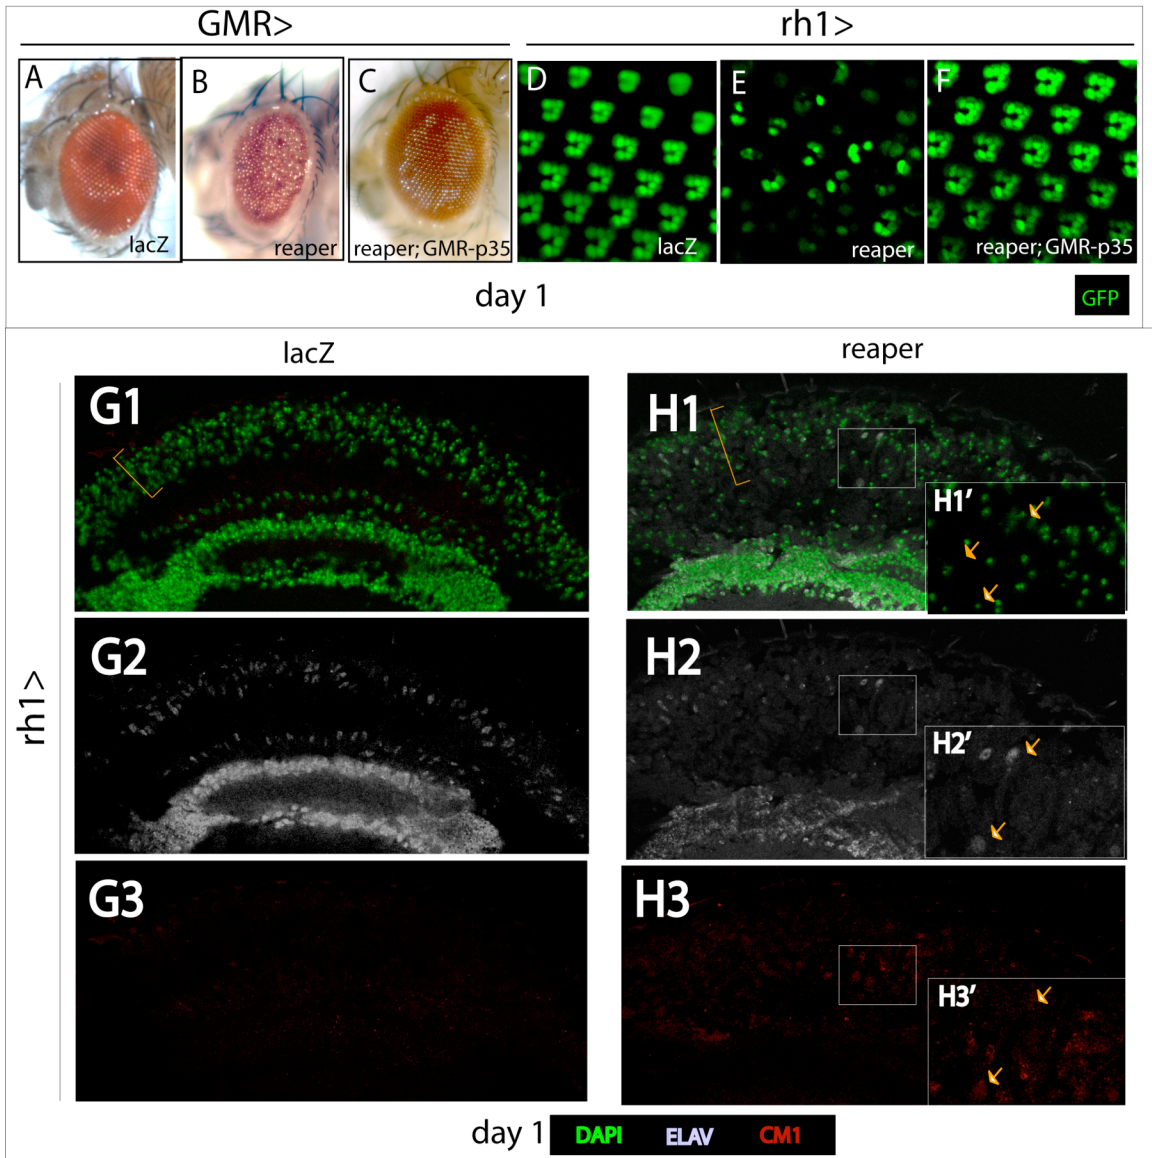 GMR>
rh1>
A
B
C
D
E
F
lacZ
reaper
reaper; GMR-p35
lacZ
reaper
reaper; GMR-p35
day 1
GFP
lacZ
reaper
rh1>
G1
H1
H1′
G2
H2
H2′
G3
H3
H3′
day 1
DAPI ELAV CM1